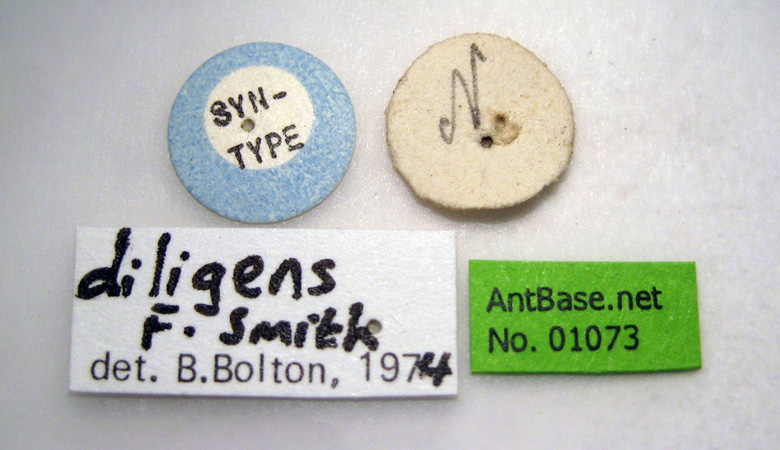 SYN-
TYPE
N
diligens
F. Smith
det. B.Bolton, 1974
AntBase.net
No. 01073